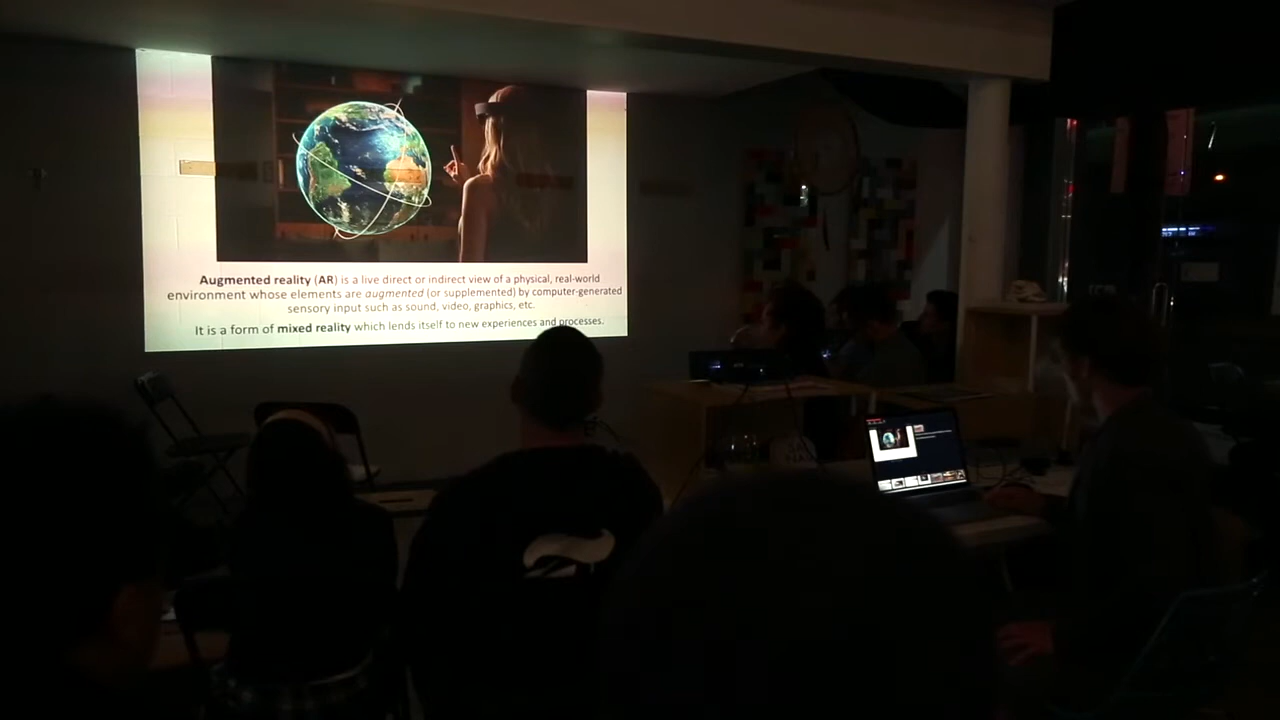 Augmented reality (AR) is a live direct or indirect view of a physical, real-world
environment whose elements are augmented (or supplemented) by computer-generated
sensory input such as sound, video, graphics, etc.
It is a form of mixed reality which lends itself to new experiences and processes.